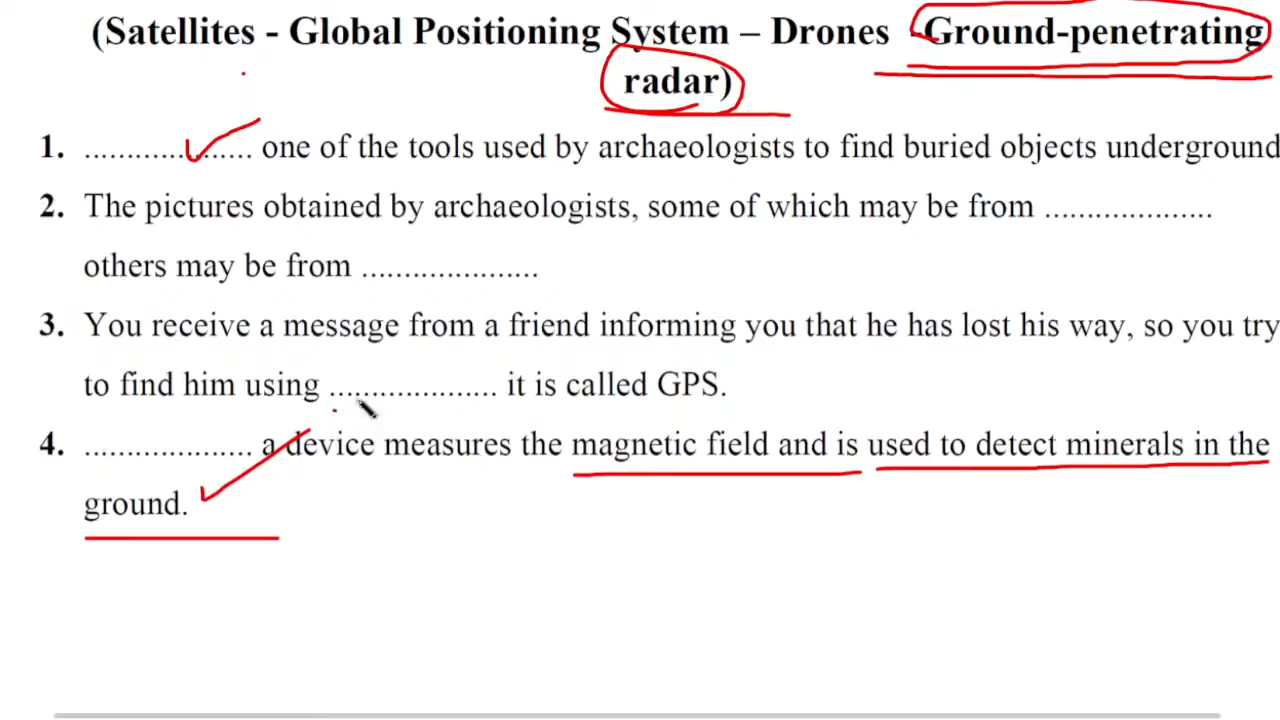 (Satellites - Global Positioning System – Drones -Ground-penetrating
radar)
1. .................... one of the tools used by archaeologists to find buried objects underground
2. The pictures obtained by archaeologists, some of which may be from ....................
others may be from .....................
3. You receive a message from a friend informing you that he has lost his way, so you try
to find him using .................... it is called GPS.
4. .................... a device measures the magnetic field and is used to detect minerals in the
ground.